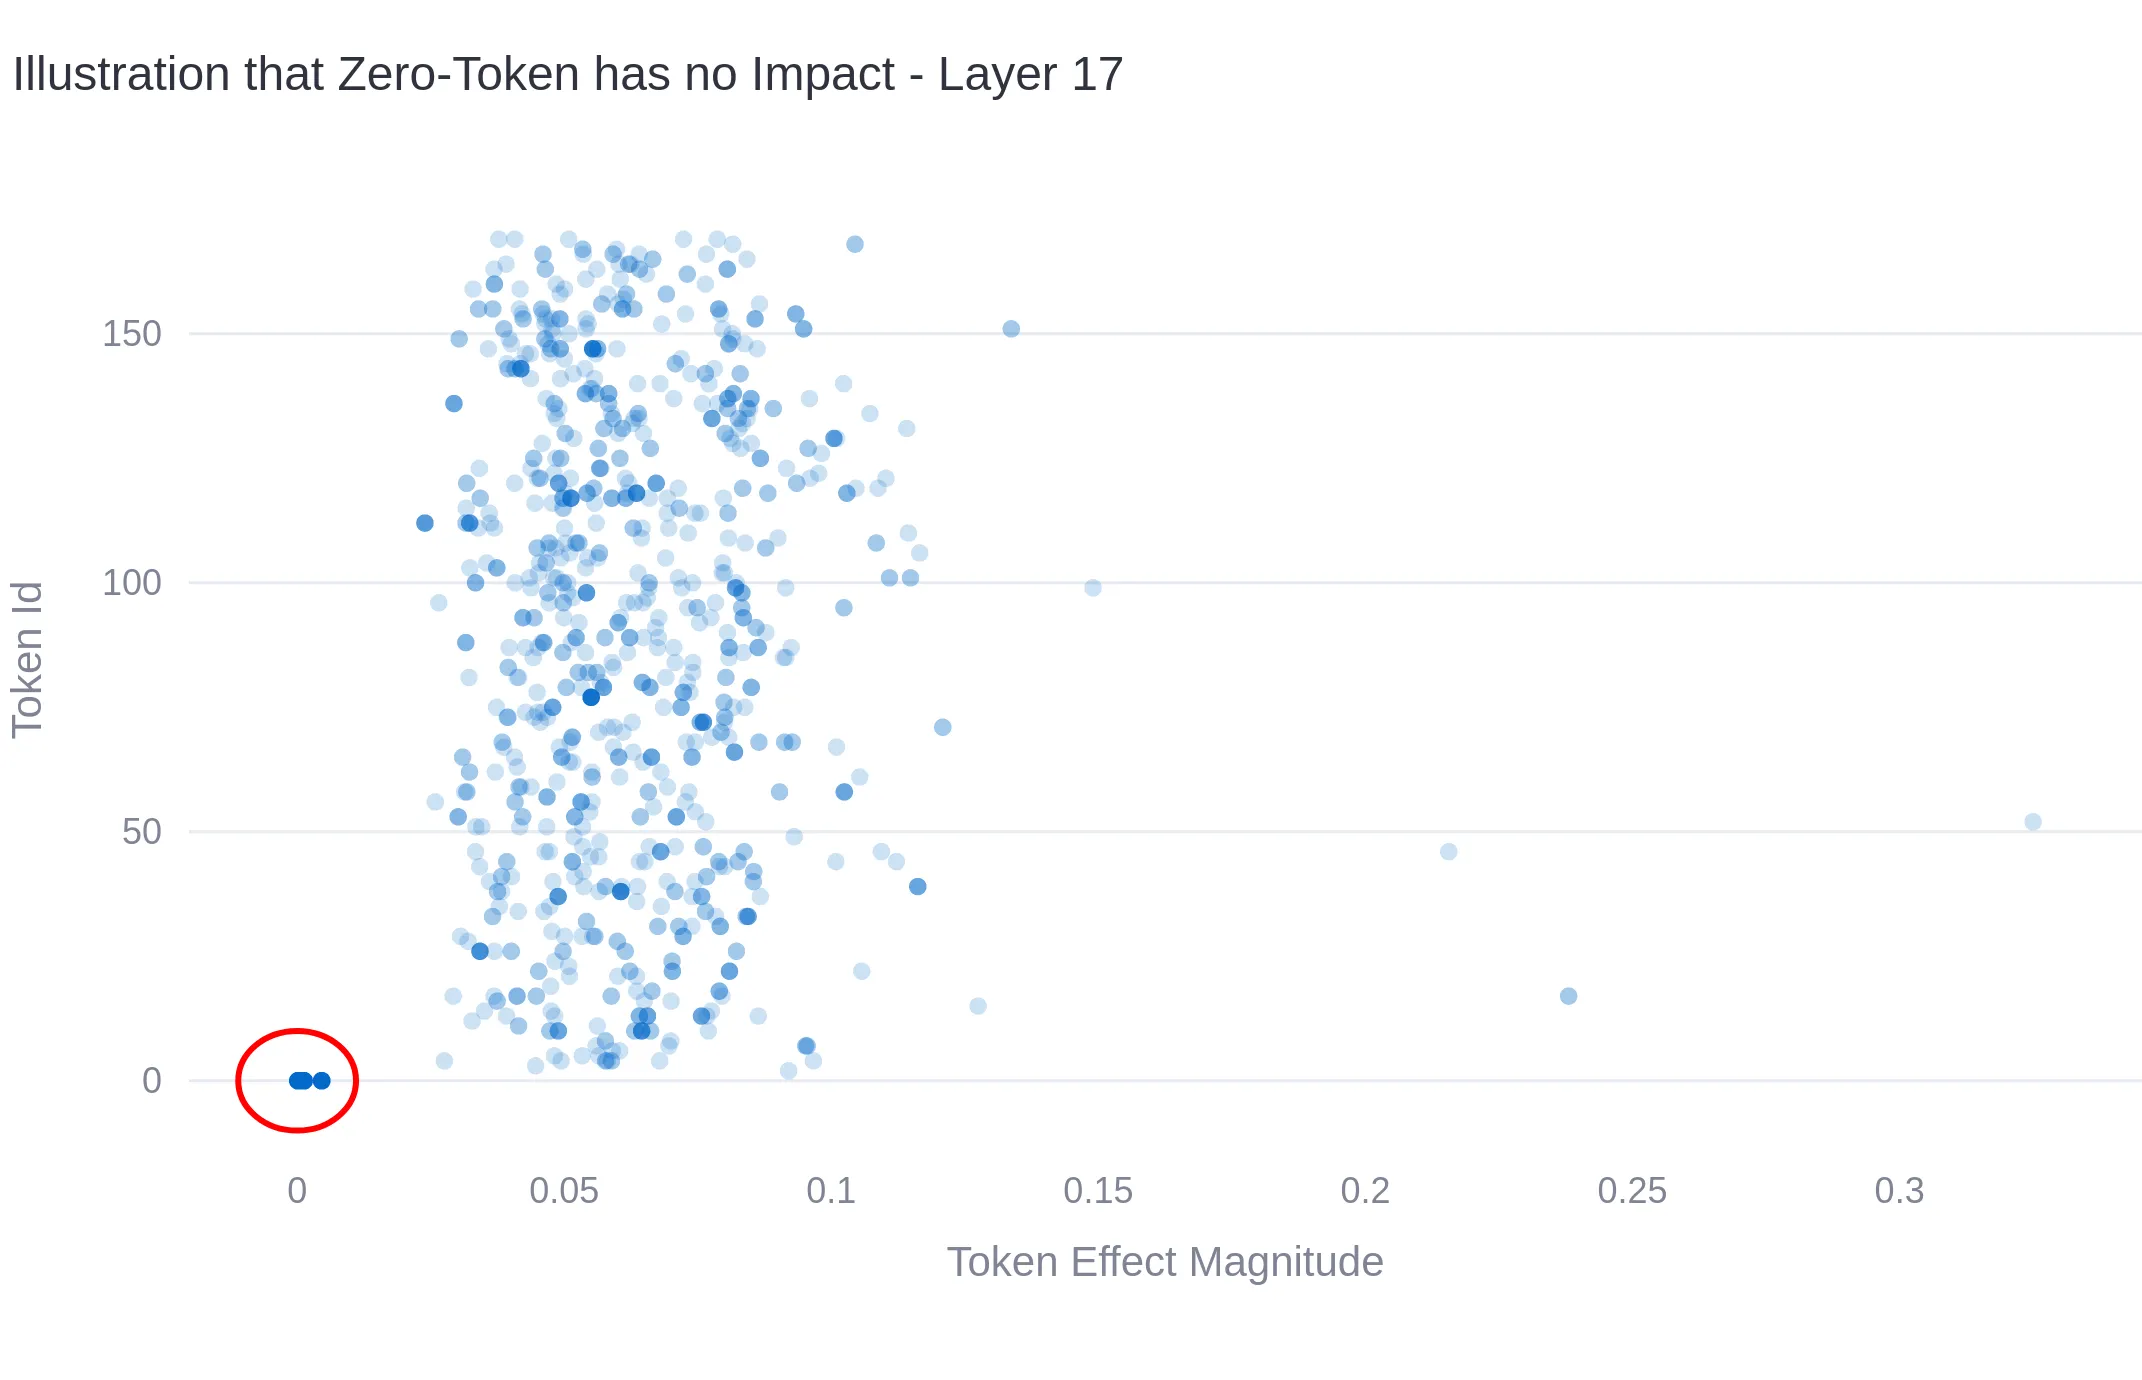 Illustration that Zero-Token has no Impact - Layer 17
150
100
50
0
Token Id
0 0.05 0.1 0.15 0.2 0.25 0.3
Token Effect Magnitude